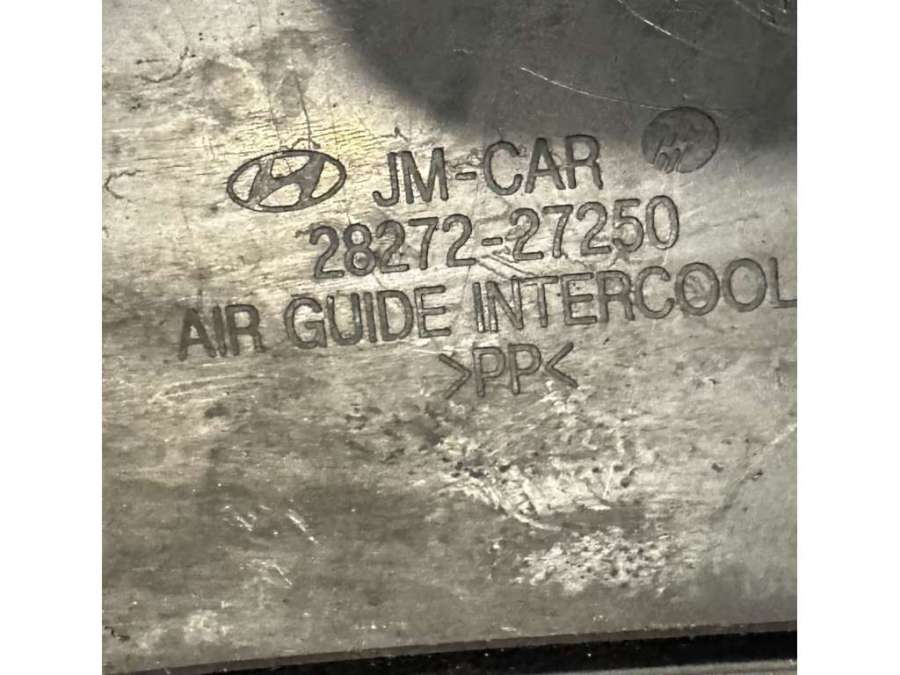 JM-CAR
28272-27250
AIR GUIDE INTERCOOL
>PP<